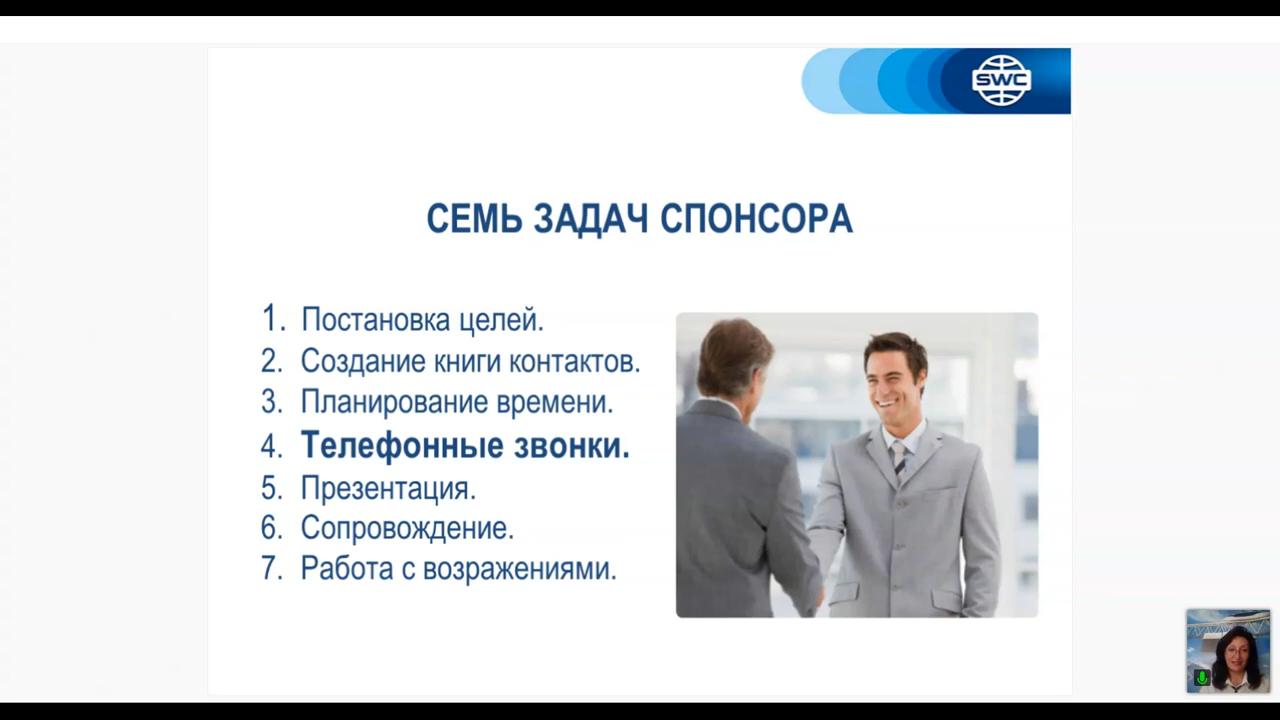 SWC
СЕМЬ ЗАДАЧ СПОНСОРА
1. Постановка целей.
2. Создание книги контактов.
3. Планирование времени.
4. Телефонные звонки.
5. Презентация.
6. Сопровождение.
7. Работа с возражениями.